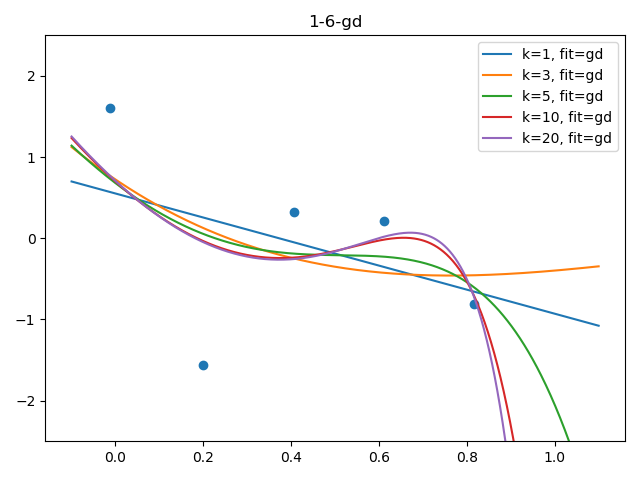 1-6-gd
k=1, fit=gd
k=3, fit=gd
k=5, fit=gd
k=10, fit=gd
k=20, fit=gd
2
1
0
−1
−2
0.0 0.2 0.4 0.6 0.8 1.0